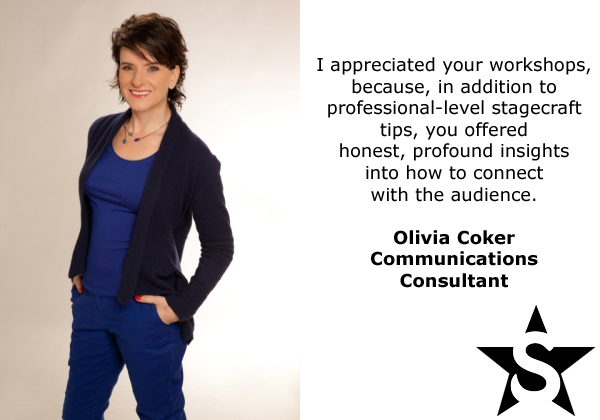 I appreciated your workshops,
because, in addition to
professional-level stagecraft
tips, you offered
honest, profound insights
into how to connect
with the audience.
Olivia Coker
Communications
Consultant
S